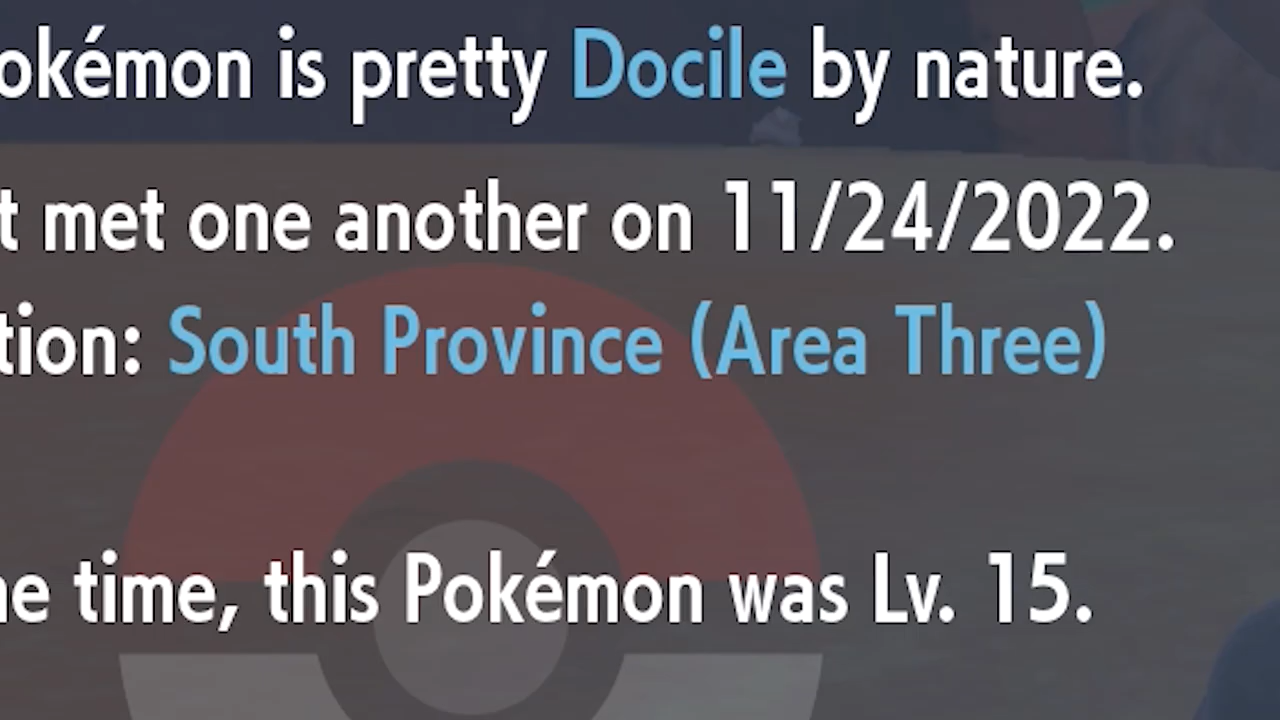 okémon is pretty Docile by nature.
t met one another on 11/24/2022.
tion: South Province (Area Three)
ne time, this Pokémon was Lv. 15.